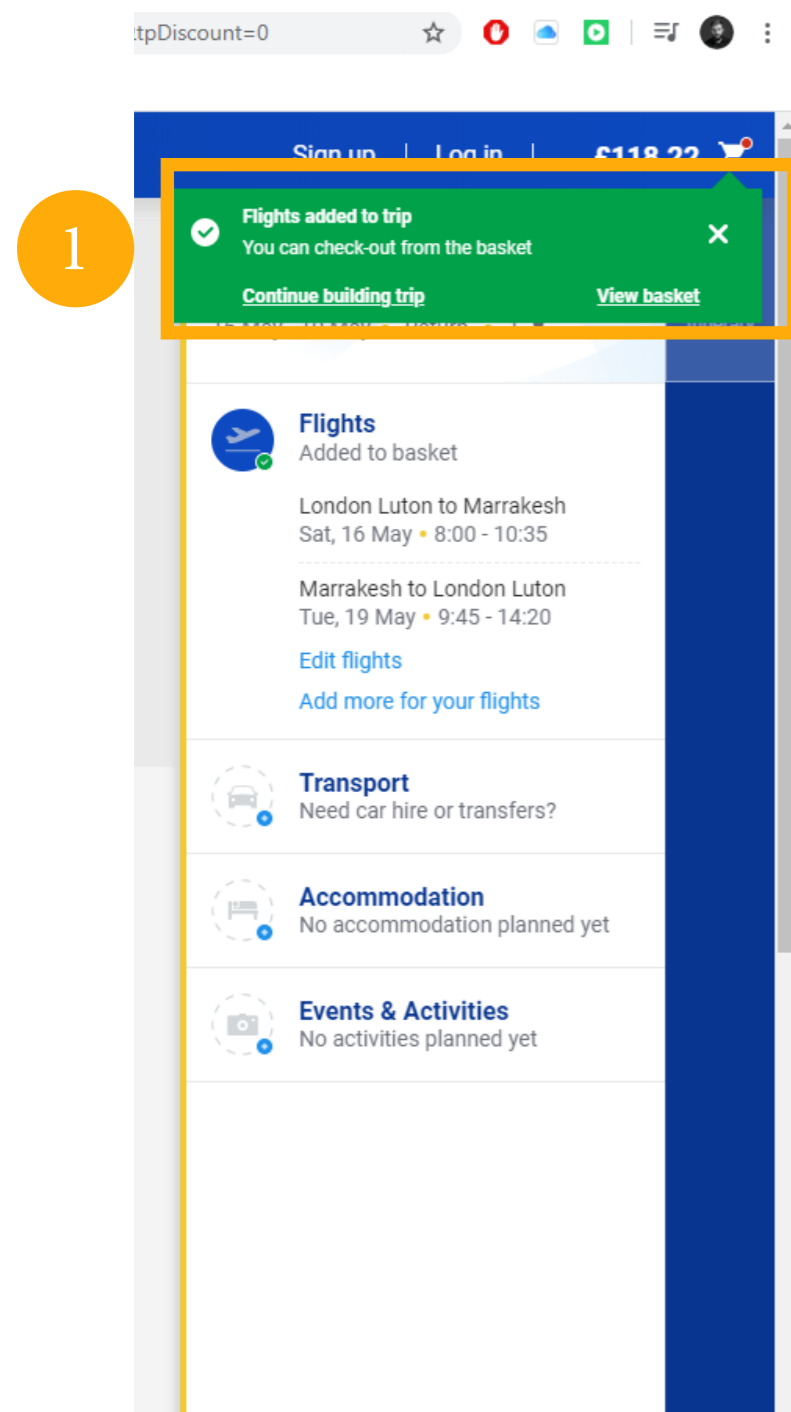 tpDiscount=0
Sign up | Log in | £118.22
1
Flights added to trip
You can check-out from the basket
Continue building trip View basket
Flights
Added to basket
London Luton to Marrakesh
Sat, 16 May • 8:00 - 10:35
Marrakesh to London Luton
Tue, 19 May • 9:45 - 14:20
Edit flights
Add more for your flights
Transport
Need car hire or transfers?
Accommodation
No accommodation planned yet
Events & Activities
No activities planned yet